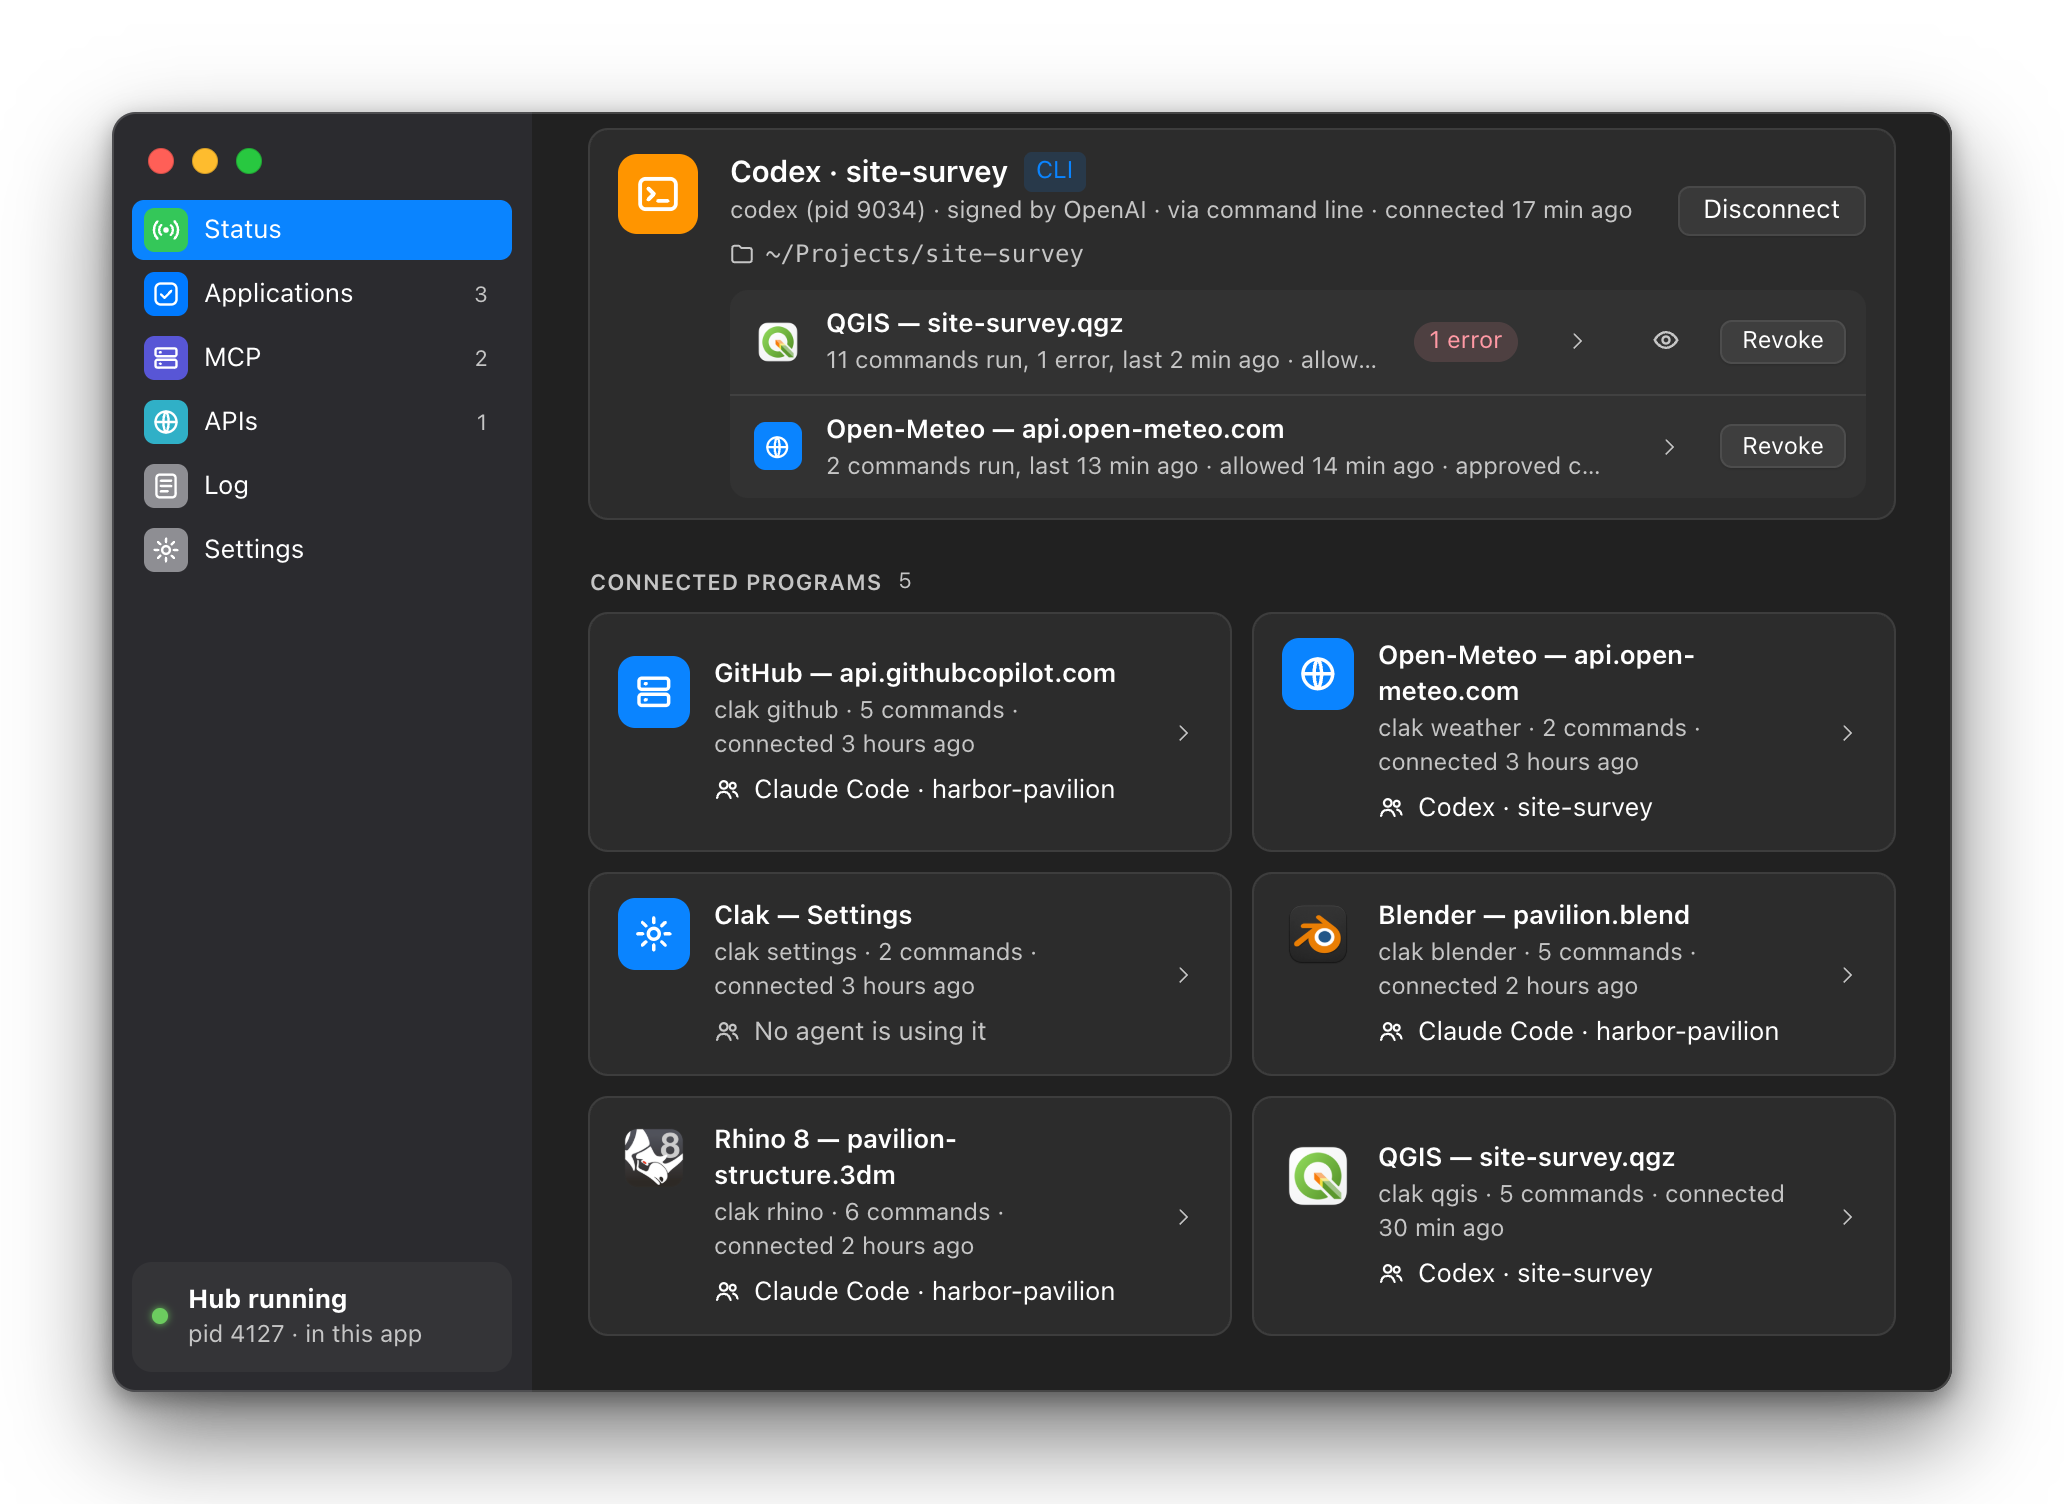 Status
Applications 3
MCP 2
APIs 1
Log
Settings
Hub running
pid 4127 · in this app
Codex · site-survey CLI
codex (pid 9034) · signed by OpenAI · via command line · connected 17 min ago
Disconnect
~/Projects/site-survey
QGIS — site-survey.qgz
11 commands run, 1 error, last 2 min ago · allow...
1 error
Revoke
Open-Meteo — api.open-meteo.com
2 commands run, last 13 min ago · allowed 14 min ago · approved c...
Revoke
CONNECTED PROGRAMS 5
GitHub — api.githubcopilot.com
clak github · 5 commands ·
connected 3 hours ago
Claude Code · harbor-pavilion
Open-Meteo — api.open-
meteo.com
clak weather · 2 commands ·
connected 3 hours ago
Codex · site-survey
Clak — Settings
clak settings · 2 commands ·
connected 3 hours ago
No agent is using it
Blender — pavilion.blend
clak blender · 5 commands ·
connected 2 hours ago
Claude Code · harbor-pavilion
8
Rhino 8 — pavilion-
structure.3dm
clak rhino · 6 commands ·
connected 2 hours ago
Claude Code · harbor-pavilion
QGIS — site-survey.qgz
clak qgis · 5 commands · connected
30 min ago
Codex · site-survey